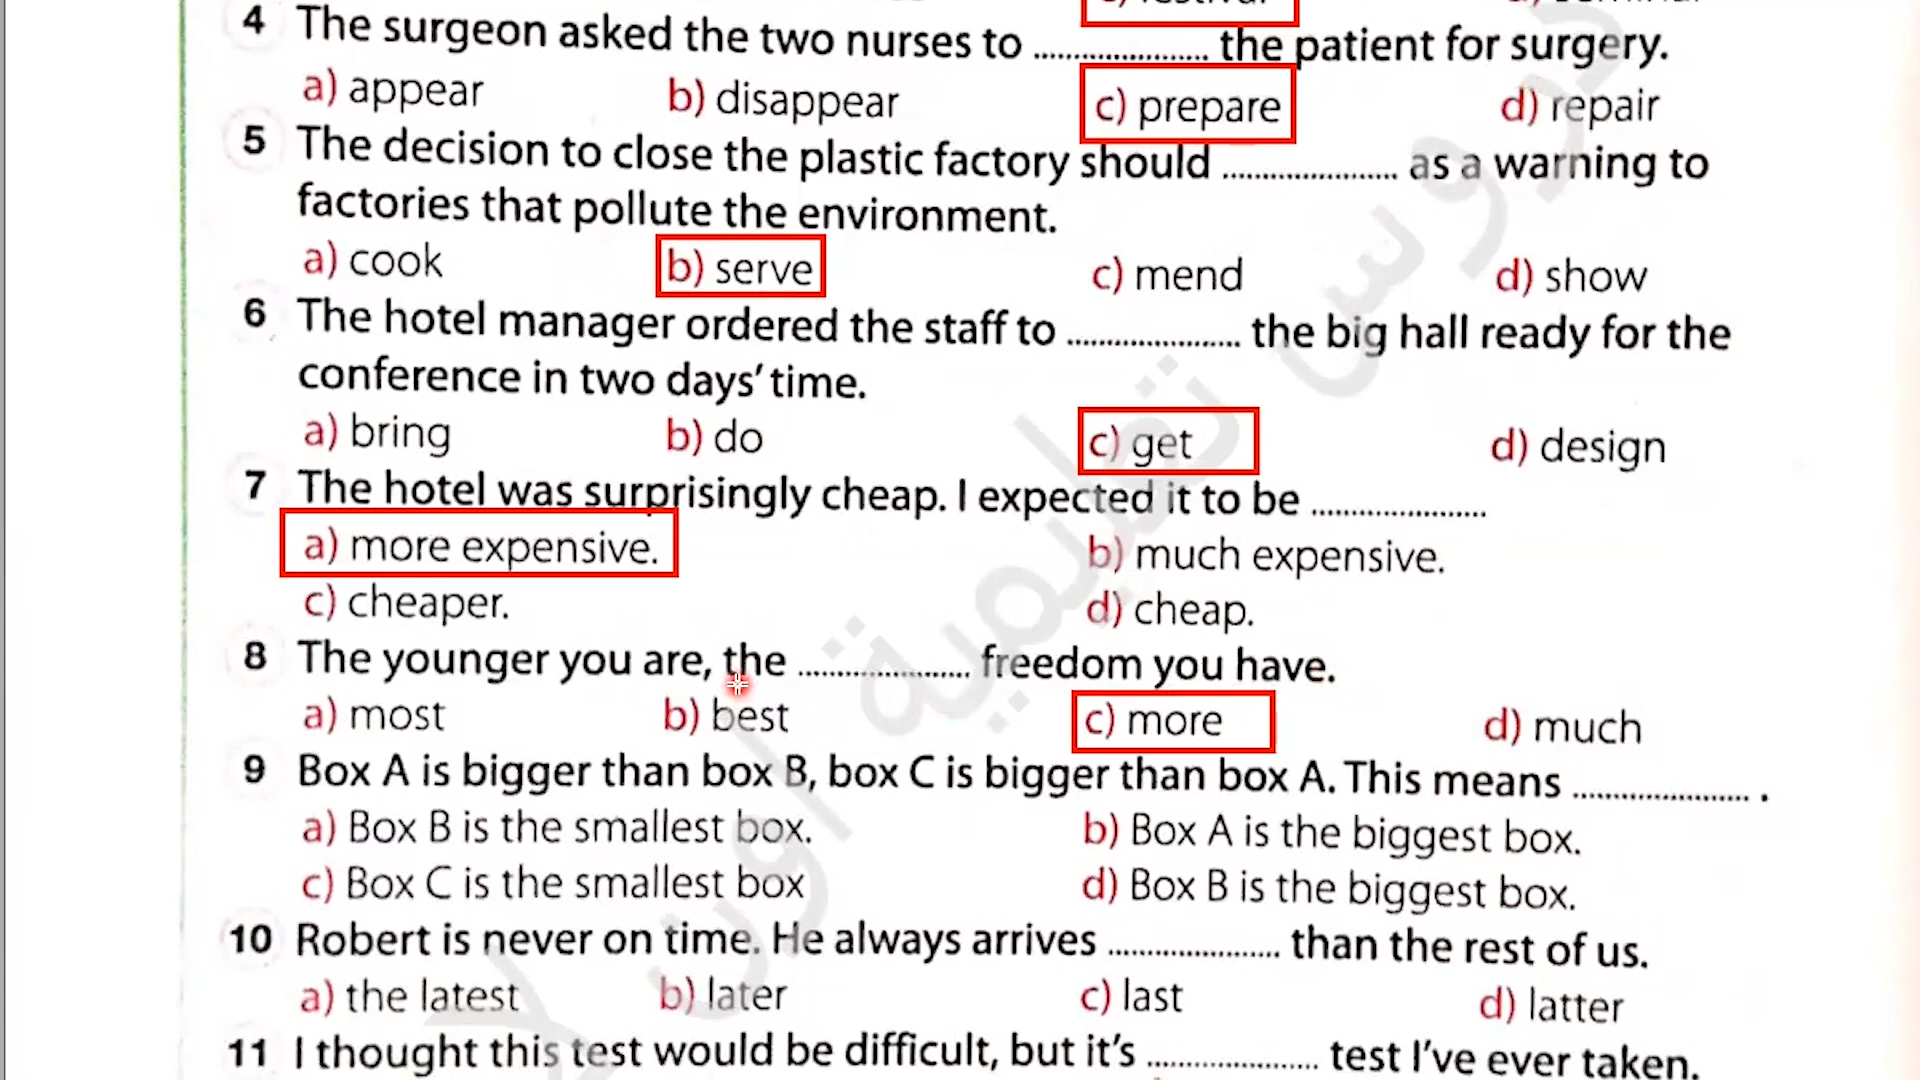 4 The surgeon asked the two nurses to ..................... the patient for surgery.
a) appear b) disappear c) prepare d) repair
5 The decision to close the plastic factory should ..................... as a warning to
factories that pollute the environment.
a) cook b) serve c) mend d) show
6 The hotel manager ordered the staff to ..................... the big hall ready for the
conference in two days' time.
a) bring b) do c) get d) design
7 The hotel was surprisingly cheap. I expected it to be .....................
a) more expensive. b) much expensive.
c) cheaper. d) cheap.
8 The younger you are, the ..................... freedom you have.
a) most b) best c) more d) much
9 Box A is bigger than box B, box C is bigger than box A. This means ..................... .
a) Box B is the smallest box. b) Box A is the biggest box.
c) Box C is the smallest box d) Box B is the biggest box.
10 Robert is never on time. He always arrives ..................... than the rest of us.
a) the latest b) later c) last d) latter
11 I thought this test would be difficult, but it's ..................... test I've ever taken.
دروس تعليمية اون